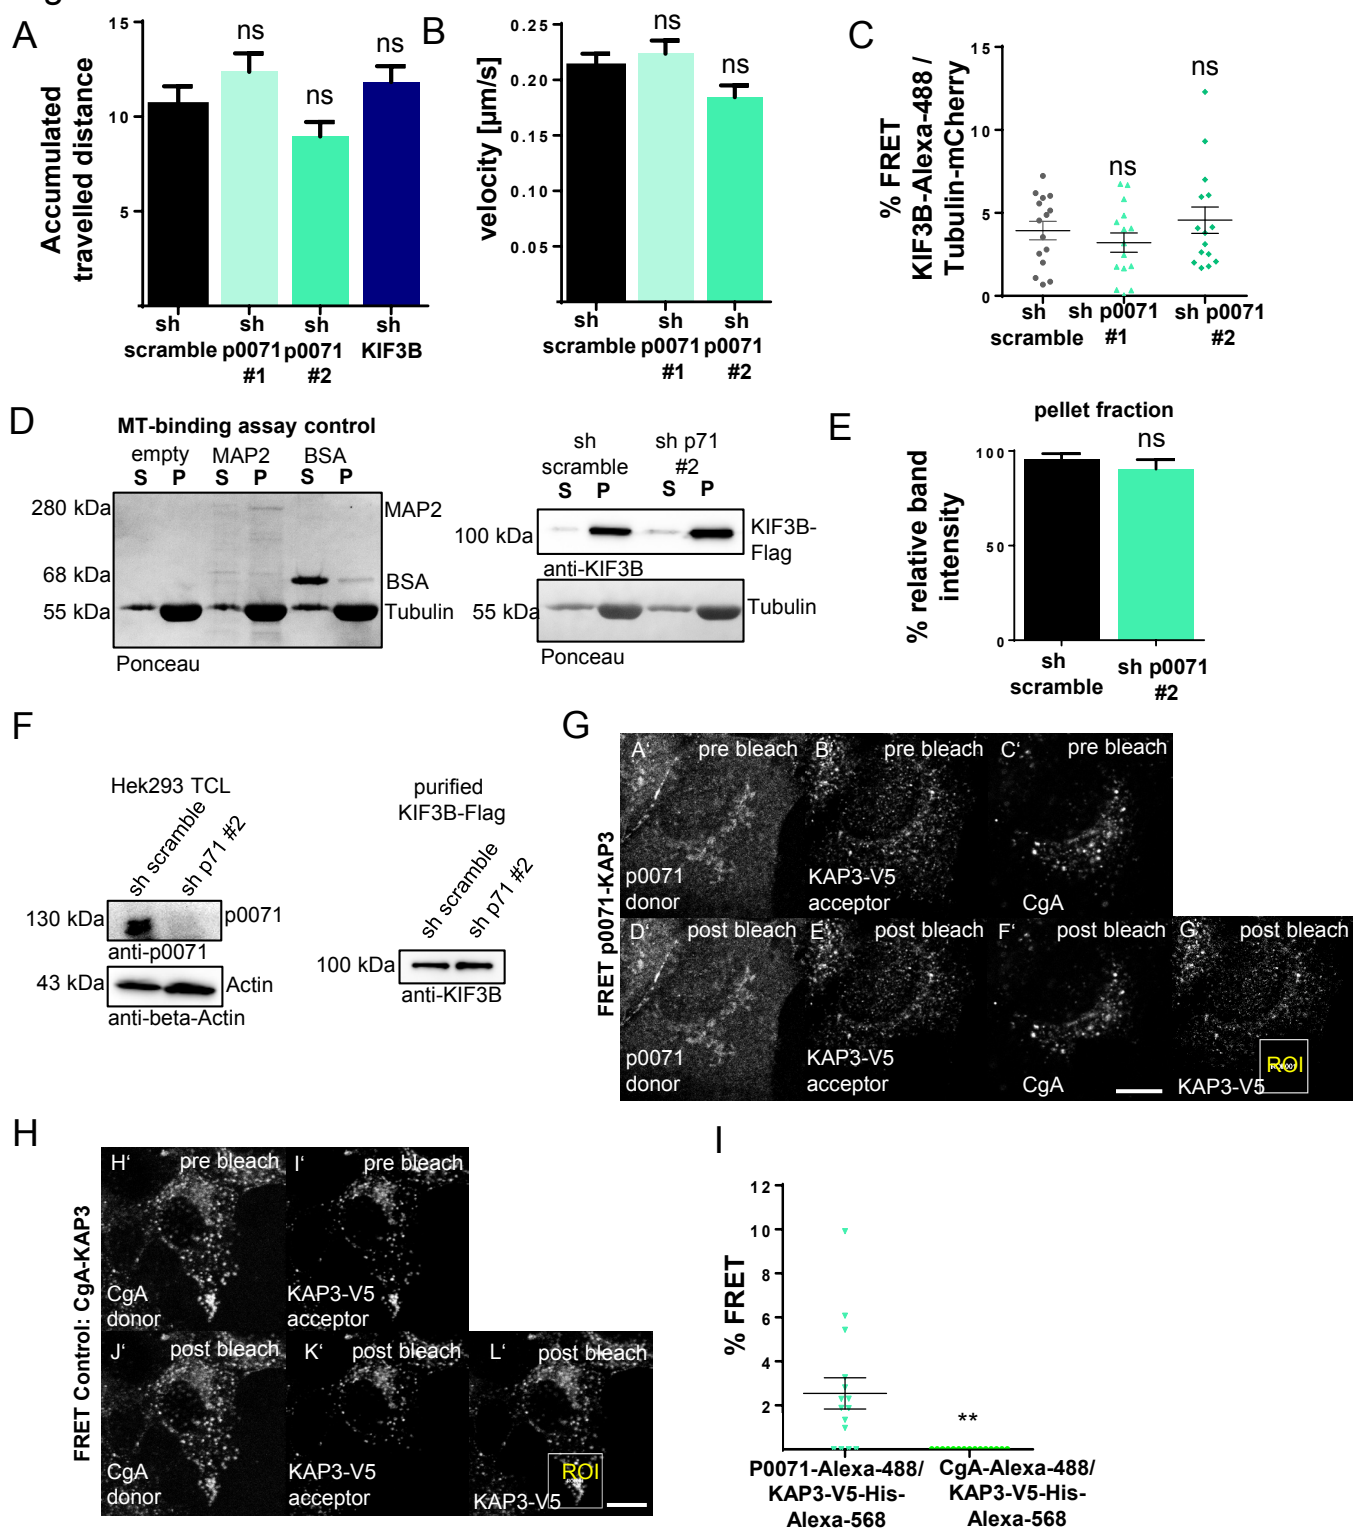 A
15
10
5
Accumulated
travelled distance
ns
ns
ns
sh
scramble
sh
p0071
#1
sh
p0071
#2
sh
KIF3B
B
0.25
0.20
0.15
0.10
0.05
velocity [µm/s]
ns
ns
sh
scramble
sh
p0071
#1
sh
p0071
#2
C
15
10
5
0
% FRET
KIF3B-Alexa-488 /
Tubulin-mCherry
ns
ns
sh
scramble
sh p0071
#1
sh p0071
#2
D
MT-binding assay control
empty MAP2 BSA
S P S P S P
280 kDa
68 kDa
55 kDa
MAP2
BSA
Tubulin
Ponceau
sh
scramble
sh p71
#2
S P S P
100 kDa
KIF3B-
Flag
anti-KIF3B
55 kDa
Tubulin
Ponceau
E
pellet fraction
ns
100
50
0
% relative band
intensity
sh
scramble
sh p0071
#2
F
Hek293 TCL
sh scramble
sh p71 #2
130 kDa
p0071
anti-p0071
43 kDa
Actin
anti-beta-Actin
purified
KIF3B-Flag
sh scramble
sh p71 #2
100 kDa
anti-KIF3B
G
FRET p0071-KAP3
A‘ pre bleach
p0071
donor
B‘ pre bleach
KAP3-V5
acceptor
C‘ pre bleach
CgA
D‘ post bleach
p0071
donor
E‘ post bleach
KAP3-V5
acceptor
F‘ post bleach
CgA
G‘ post bleach
KAP3-V5
ROI
H
FRET Control: CgA-KAP3
H‘ pre bleach
CgA
donor
I‘ pre bleach
KAP3-V5
acceptor
J‘ post bleach
CgA
donor
K‘ post bleach
KAP3-V5
acceptor
L‘ post bleach
KAP3-V5
ROI
I
12
10
8
6
4
2
% FRET
**
P0071-Alexa-488/
KAP3-V5-His-
Alexa-568
CgA-Alexa-488/
KAP3-V5-His-
Alexa-568